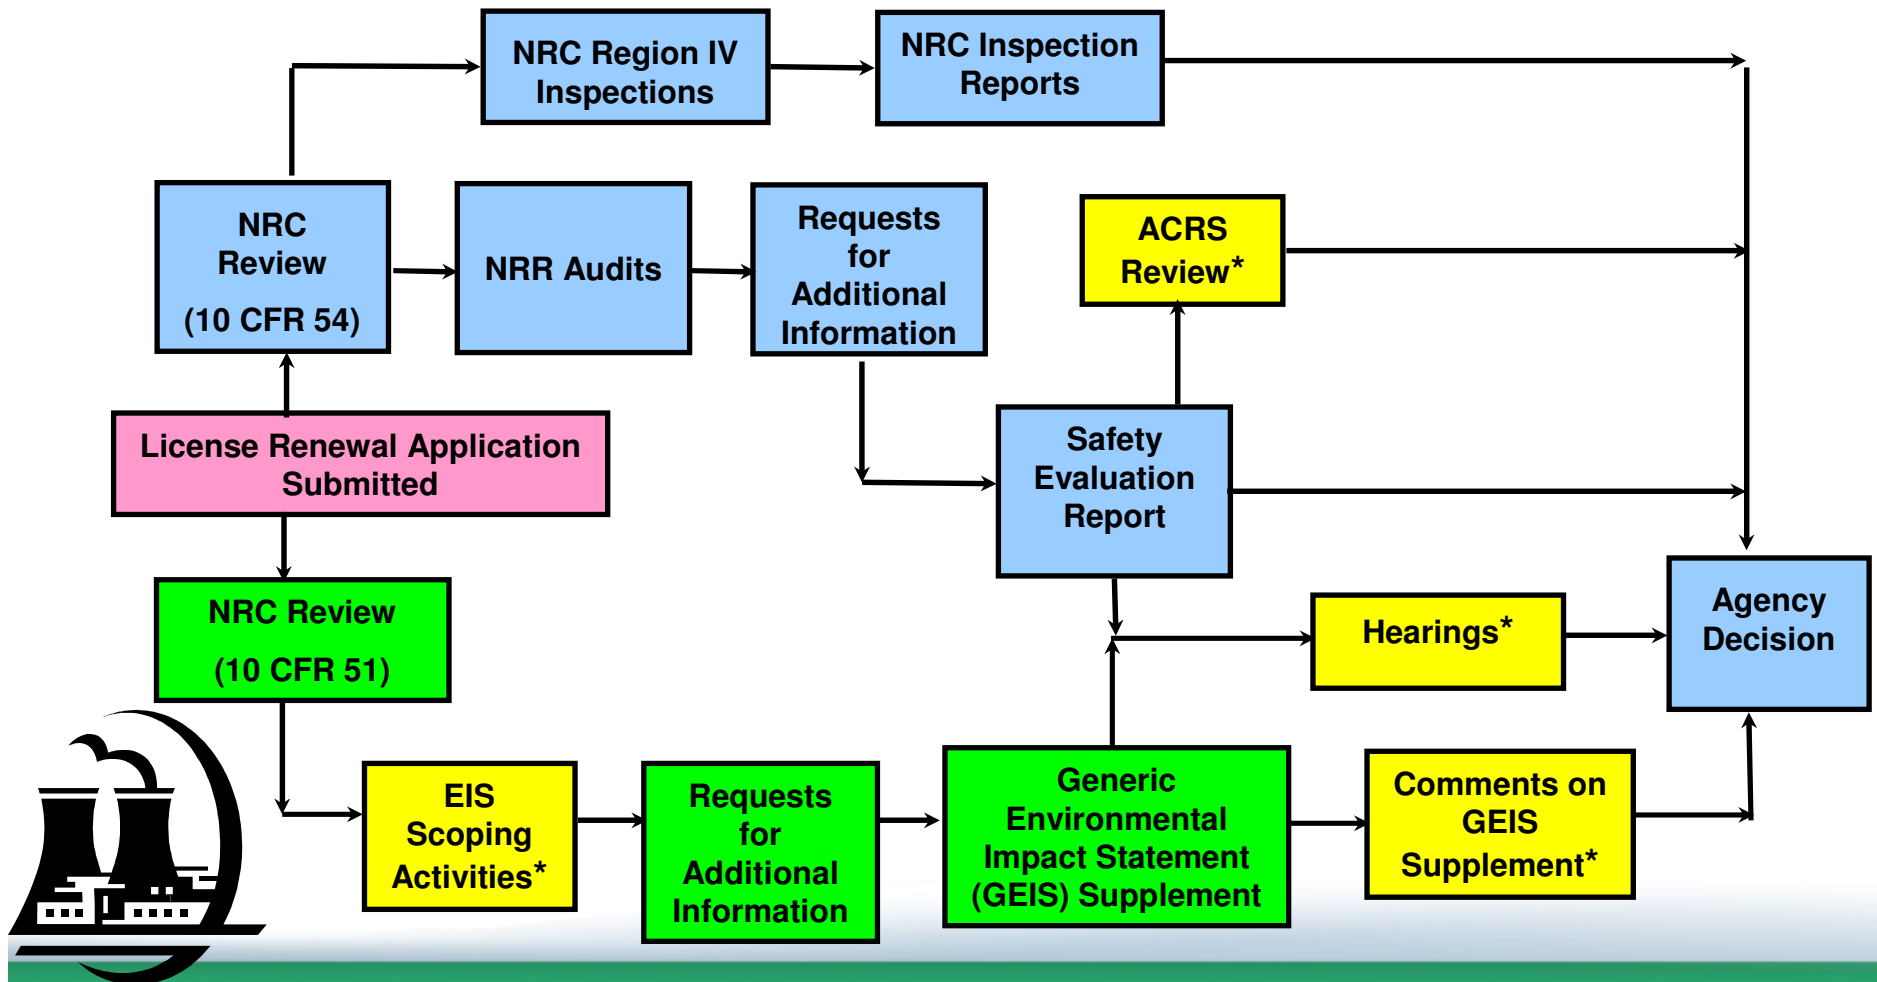 NRC Region IV
Inspections
NRC Inspection
Reports
NRC
Review
(10 CFR 54)
NRR Audits
Requests
for
Additional
Information
ACRS
Review*
License Renewal Application
Submitted
Safety
Evaluation
Report
NRC Review
(10 CFR 51)
Hearings*
Agency
Decision
EIS
Scoping
Activities*
Requests
for
Additional
Information
Generic
Environmental
Impact Statement
(GEIS) Supplement
Comments on
GEIS
Supplement*